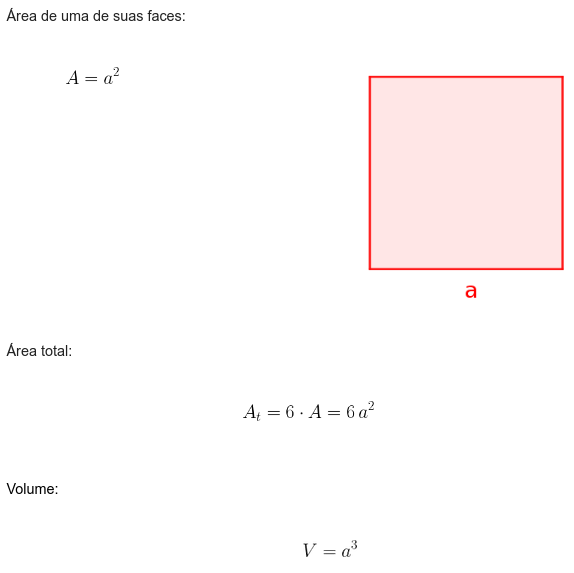 Área de uma de suas faces:
A = a²
a
Área total:
Aₜ = 6 · A = 6 a²
Volume:
V = a³